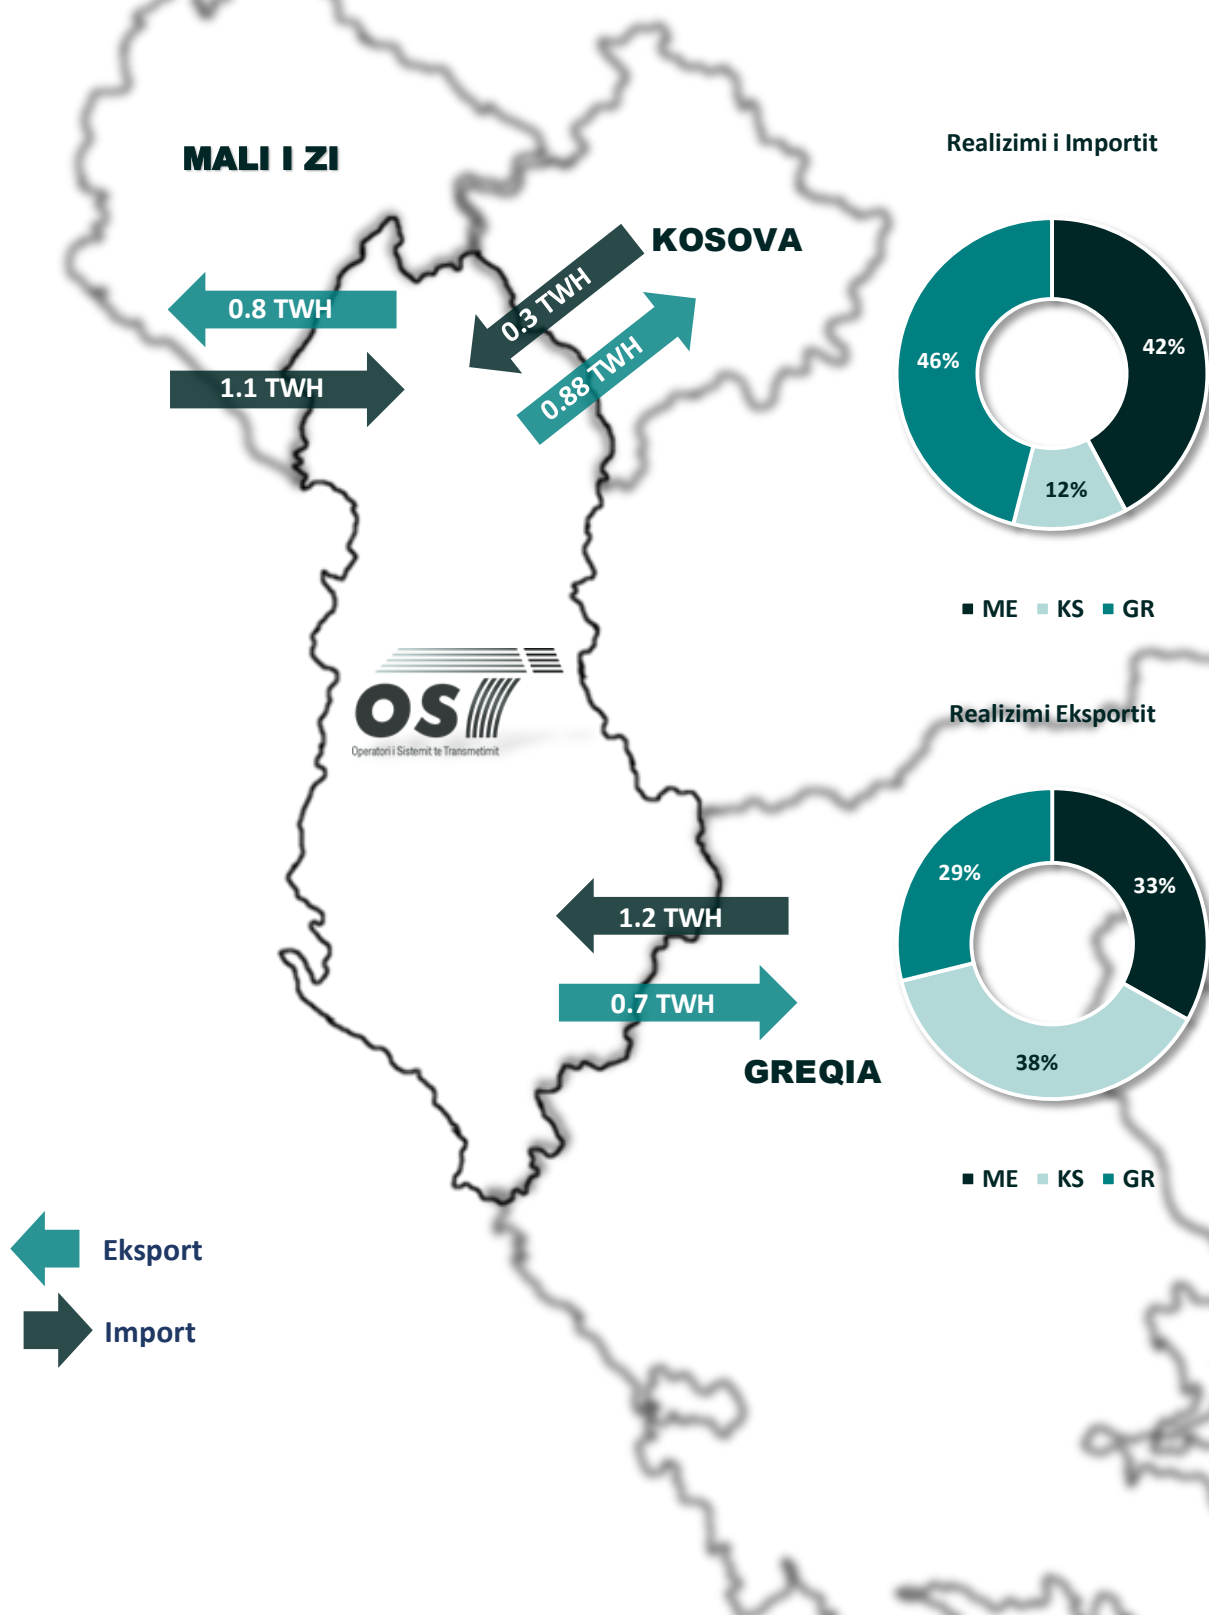 MALI I ZI
Realizimi i Importit
KOSOVA
0.8 TWH
0.3 TWH
1.1 TWH
0.88 TWH
46%
42%
12%
ME KS GR
OST
Operatori i Sistemit te Transmetimit
Realizimi Eksportit
29%
33%
38%
1.2 TWH
0.7 TWH
GREQIA
ME KS GR
Eksport
Import